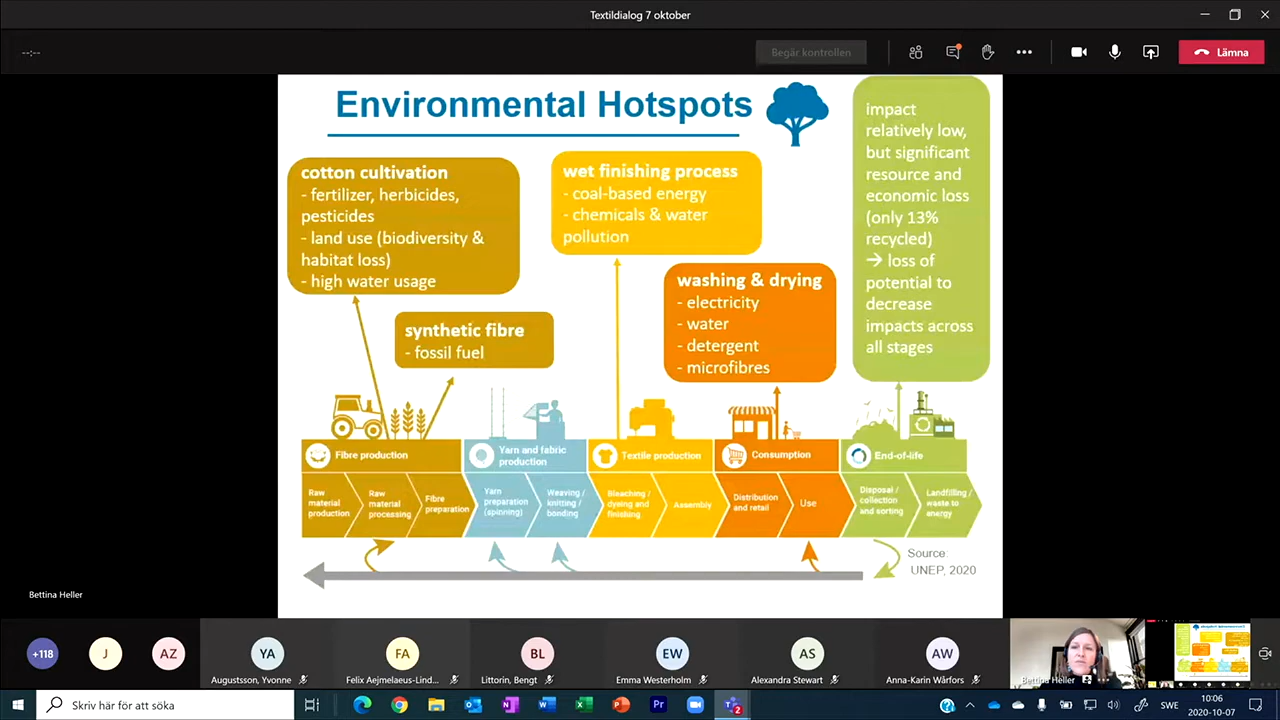 Textildialog 7 oktober
--:--
Begär kontrollen
Lämna
Environmental Hotspots
cotton cultivation
- fertilizer, herbicides,
pesticides
- land use (biodiversity &
habitat loss)
- high water usage
synthetic fibre
- fossil fuel
wet finishing process
- coal-based energy
- chemicals & water
pollution
washing & drying
- electricity
- water
- detergent
- microfibres
impact
relatively low,
but significant
resource and
economic loss
(only 13%
recycled)
→ loss of
potential to
decrease
impacts across
all stages
Fibre production
Yarn and fabric
production
Textile production
Consumption
End-of-life
Raw
material
production
Raw
material
processing
Fibre
preparation
Yarn
preparation
(spinning)
Weaving /
knitting /
bonding
Bleaching /
dyeing and
finishing
Assembly
Distribution
and retail
Use
Disposal /
collection
and sorting
Landfilling /
waste to
energy
Source:
UNEP, 2020
Bettina Heller
+118
J
AZ
YA
Augustsson, Yvonne
FA
Felix Aejmelaeus-Lind...
BL
Littorin, Bengt
EW
Emma Westerholm
AS
Alexandra Stewart
AW
Anna-Karin Wårfors
Bettina Heller
Skriv här för att söka
SWE
10:06
2020-10-07